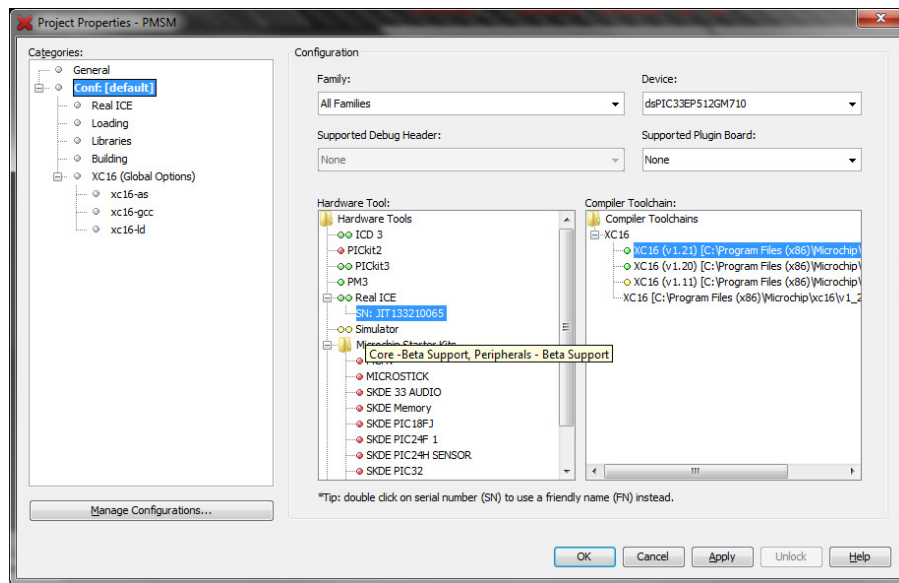 Project Properties - PMSM
Categories:
General
Conf: [default]
Real ICE
Loading
Libraries
Building
XC16 (Global Options)
xc16-as
xc16-gcc
xc16-ld
Manage Configurations...
Configuration
Family:
All Families
Device:
dsPIC33EP512GM710
Supported Debug Header:
None
Supported Plugin Board:
None
Hardware Tool:
Hardware Tools
ICD 3
PICkit2
PICkit3
PM3
Real ICE
SN: JIT133210065
Simulator
Microchip Starter Kits
Core -Beta Support, Peripherals - Beta Support
MICROSTICK
SKDE 33 AUDIO
SKDE Memory
SKDE PIC18FJ
SKDE PIC24F 1
SKDE PIC24H SENSOR
SKDE PIC32
Compiler Toolchain:
Compiler Toolchains
XC16
XC16 (v1.21) [C:\Program Files (x86)\Microchip\
XC16 (v1.20) [C:\Program Files (x86)\Microchip\
XC16 (v1.11) [C:\Program Files (x86)\Microchip\
XC16 [C:\Program Files (x86)\Microchip\xc16\v1_2
*Tip: double click on serial number (SN) to use a friendly name (FN) instead.
OK
Cancel
Apply
Unlock
Help